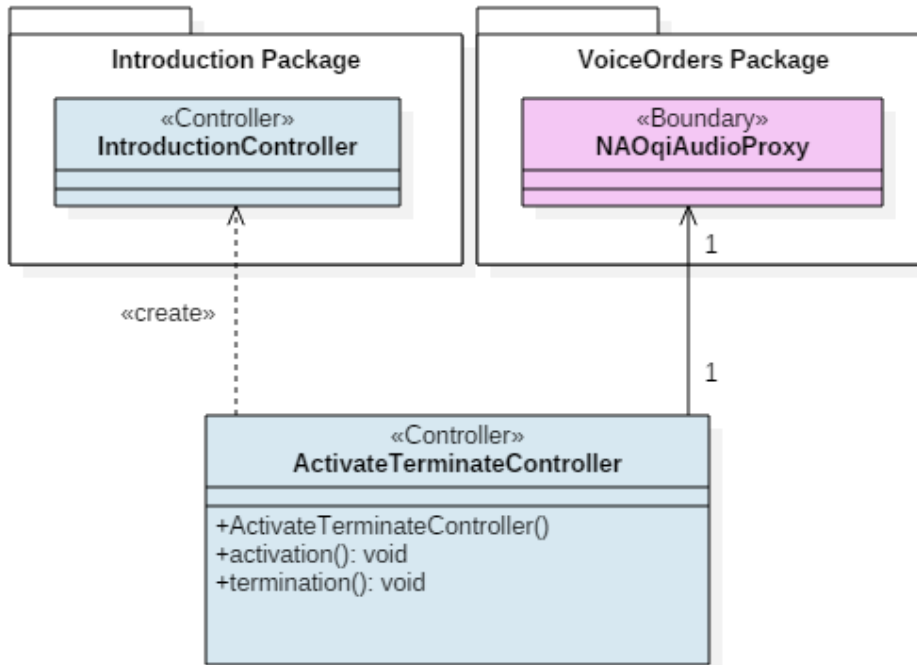 Introduction Package
«Controller»
IntroductionController
VoiceOrders Package
«Boundary»
NAOqiAudioProxy
«create»
1
1
«Controller»
ActivateTerminateController
+ActivateTerminateController()
+activation(): void
+termination(): void